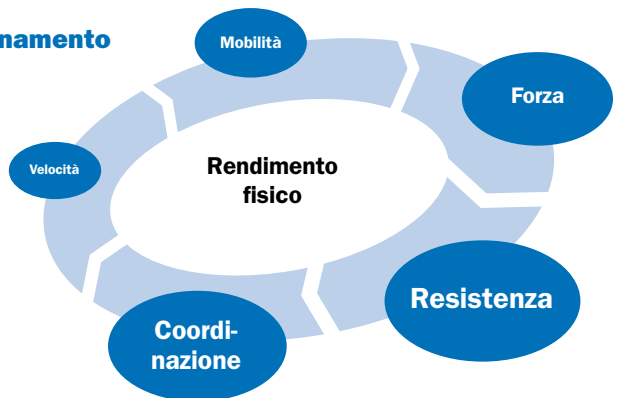 namento
Mobilità
Forza
Velocità
Rendimento
fisico
Resistenza
Coordi-
nazione